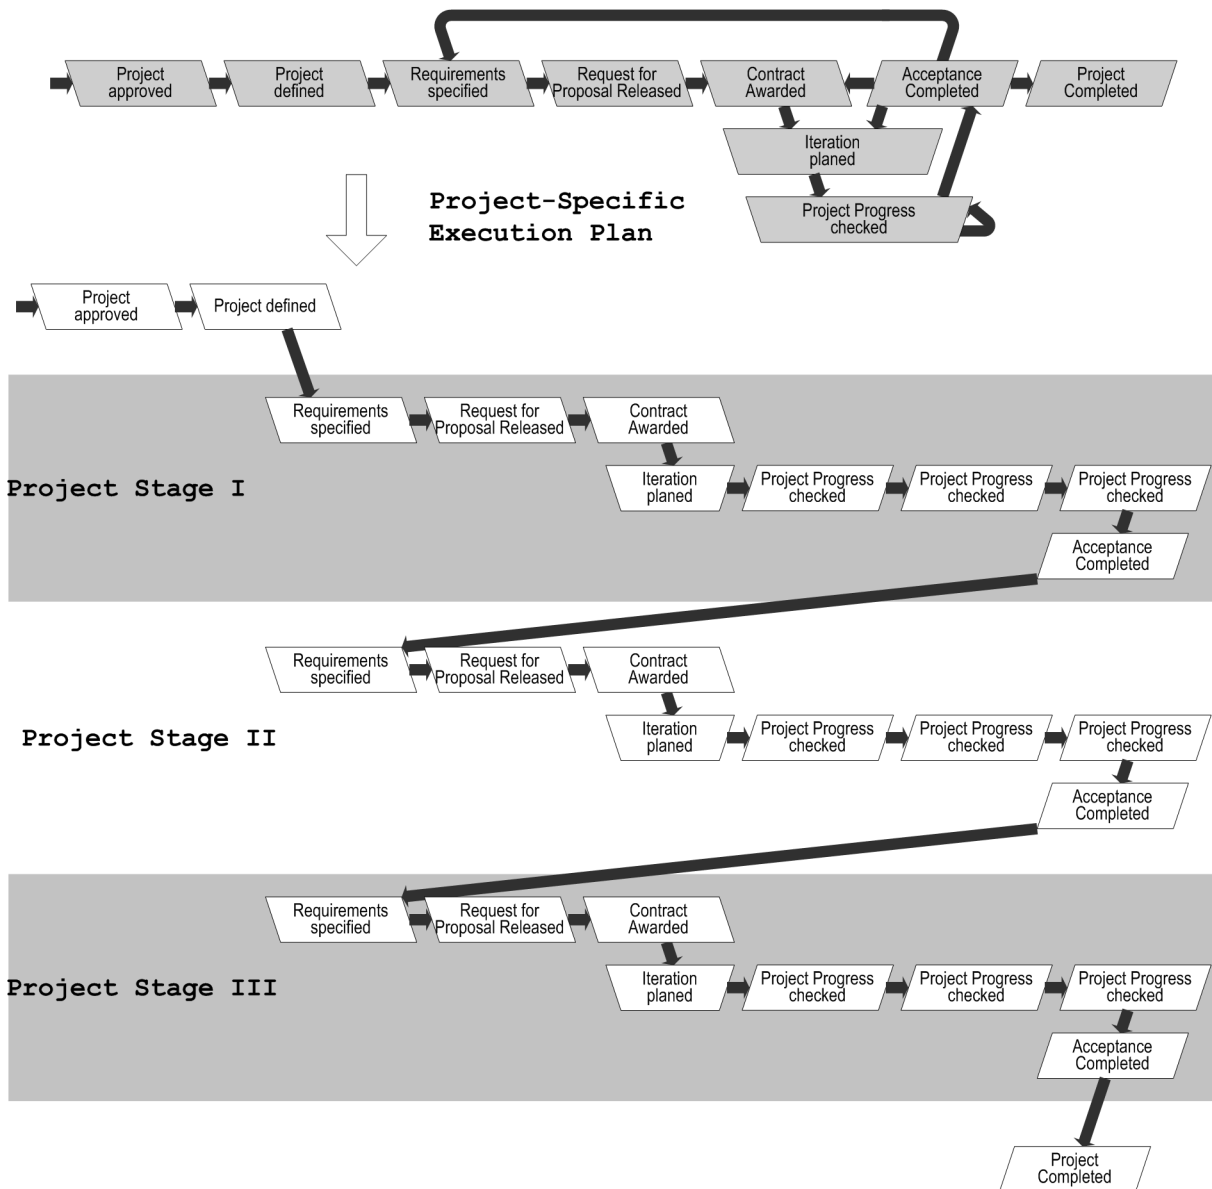 Project
approved
Project
defined
Requirements
specified
Request for
Proposal Released
Contract
Awarded
Acceptance
Completed
Project
Completed
Iteration
planed
Project Progress
checked
Project-Specific
Execution Plan
Project
approved
Project defined
Project Stage I
Requirements
specified
Request for
Proposal Released
Contract
Awarded
Iteration
planed
Project Progress
checked
Project Progress
checked
Project Progress
checked
Acceptance
Completed
Project Stage II
Requirements
specified
Request for
Proposal Released
Contract
Awarded
Iteration
planed
Project Progress
checked
Project Progress
checked
Project Progress
checked
Acceptance
Completed
Project Stage III
Requirements
specified
Request for
Proposal Released
Contract
Awarded
Iteration
planed
Project Progress
checked
Project Progress
checked
Project Progress
checked
Acceptance
Completed
Project
Completed